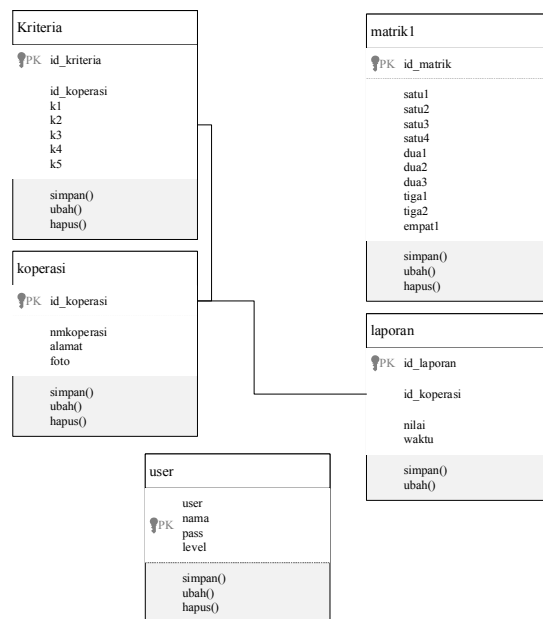 Kriteria
PK id_kriteria
id_koperasi
k1
k2
k3
k4
k5
simpan()
ubah()
hapus()
koperasi
PK id_koperasi
nmkoperasi
alamat
foto
simpan()
ubah()
hapus()
matrik1
PK id_matrik
satu1
satu2
satu3
satu4
dua1
dua2
dua3
tiga1
tiga2
empat1
simpan()
ubah()
hapus()
laporan
PK id_laporan
id_koperasi
nilai
waktu
simpan()
ubah()
user
user
PK nama
pass
level
simpan()
ubah()
hapus()